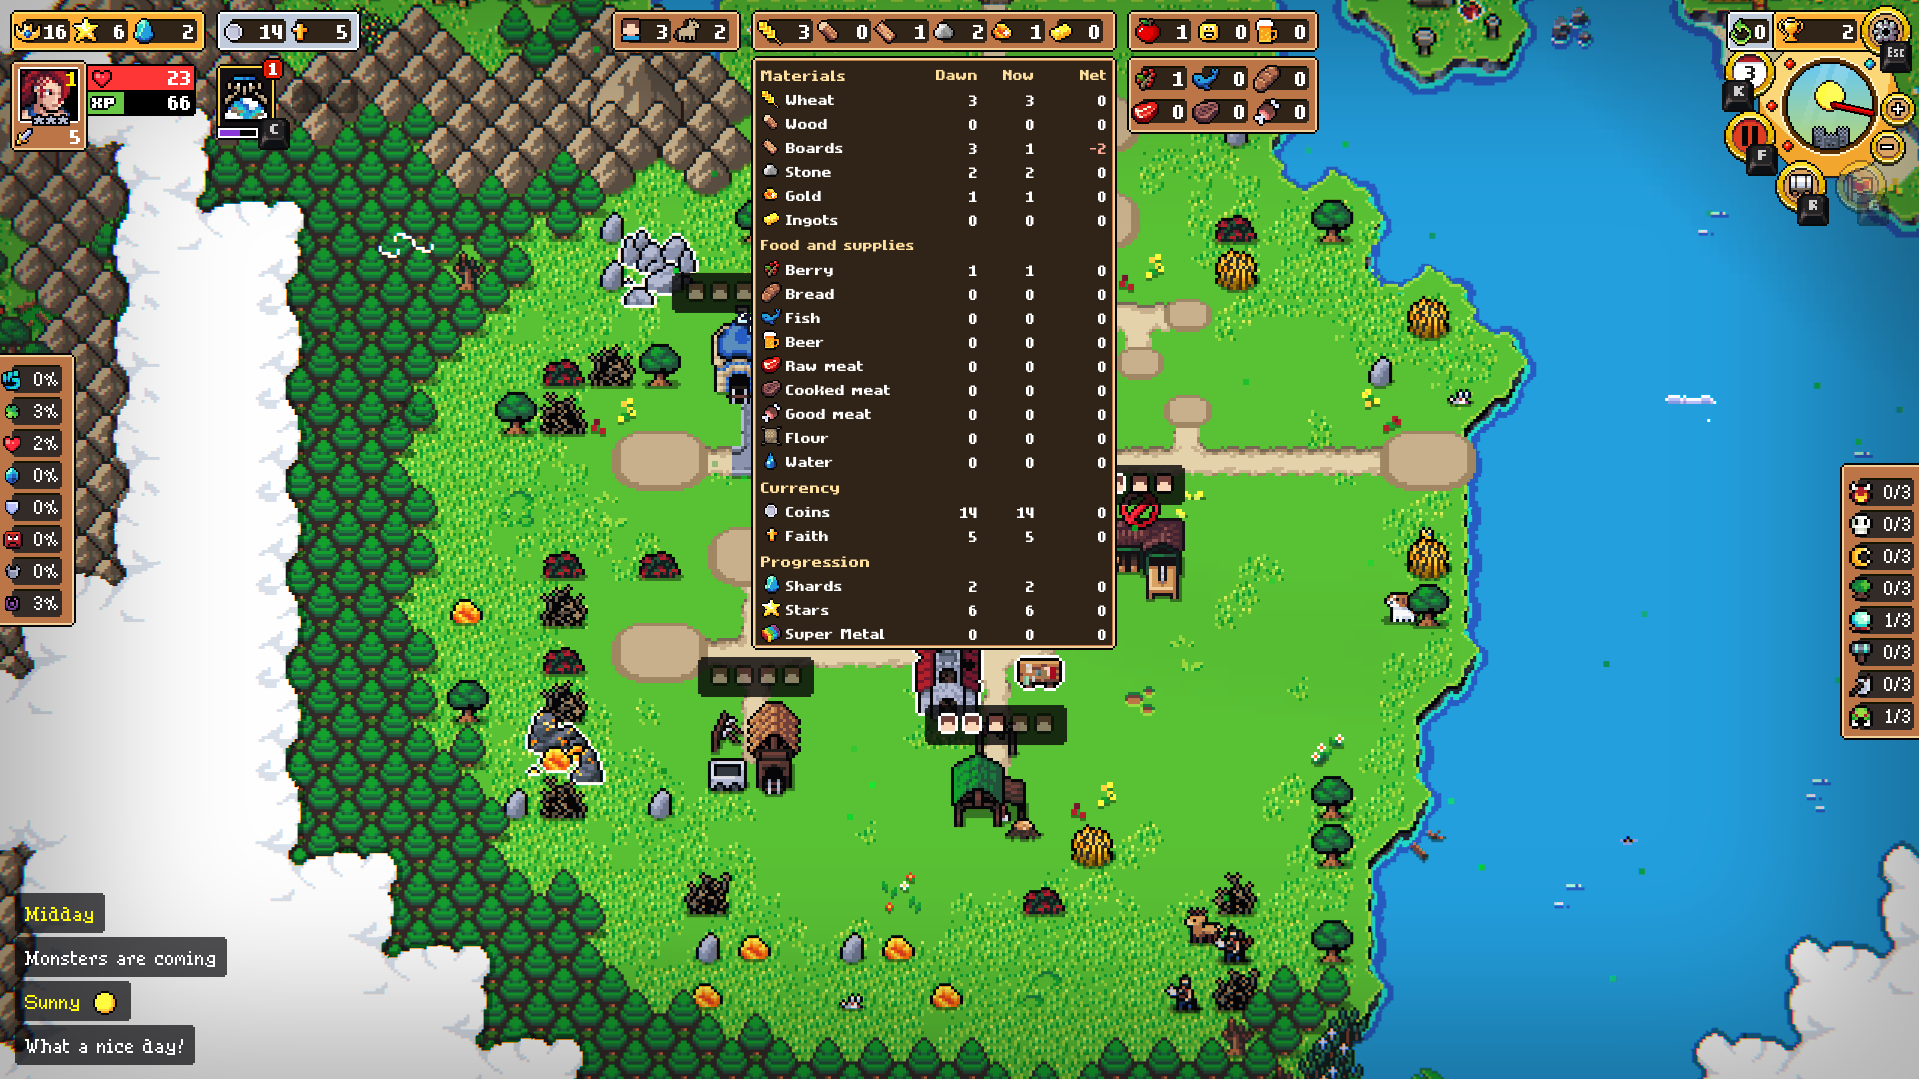 16 6 2
14 5
3 2
3 0 1 2 1 0
1 0 0
0 2
Esc
1
23
XP 66
5
1
C
1 0 0
0 0 0
3
K
F
R
G
Materials Dawn Now Net
Wheat 3 3 0
Wood 0 0 0
Boards 3 1 -2
Stone 2 2 0
Gold 1 1 0
Ingots 0 0 0
Food and supplies
Berry 1 1 0
Bread 0 0 0
Fish 0 0 0
Beer 0 0 0
Raw meat 0 0 0
Cooked meat 0 0 0
Good meat 0 0 0
Flour 0 0 0
Water 0 0 0
Currency
Coins 14 14 0
Faith 5 5 0
Progression
Shards 2 2 0
Stars 6 6 0
Super Metal 0 0 0
0%
3%
2%
0%
0%
0%
0%
3%
0/3
0/3
0/3
0/3
1/3
0/3
0/3
1/3
Midday
Monsters are coming
Sunny
What a nice day!